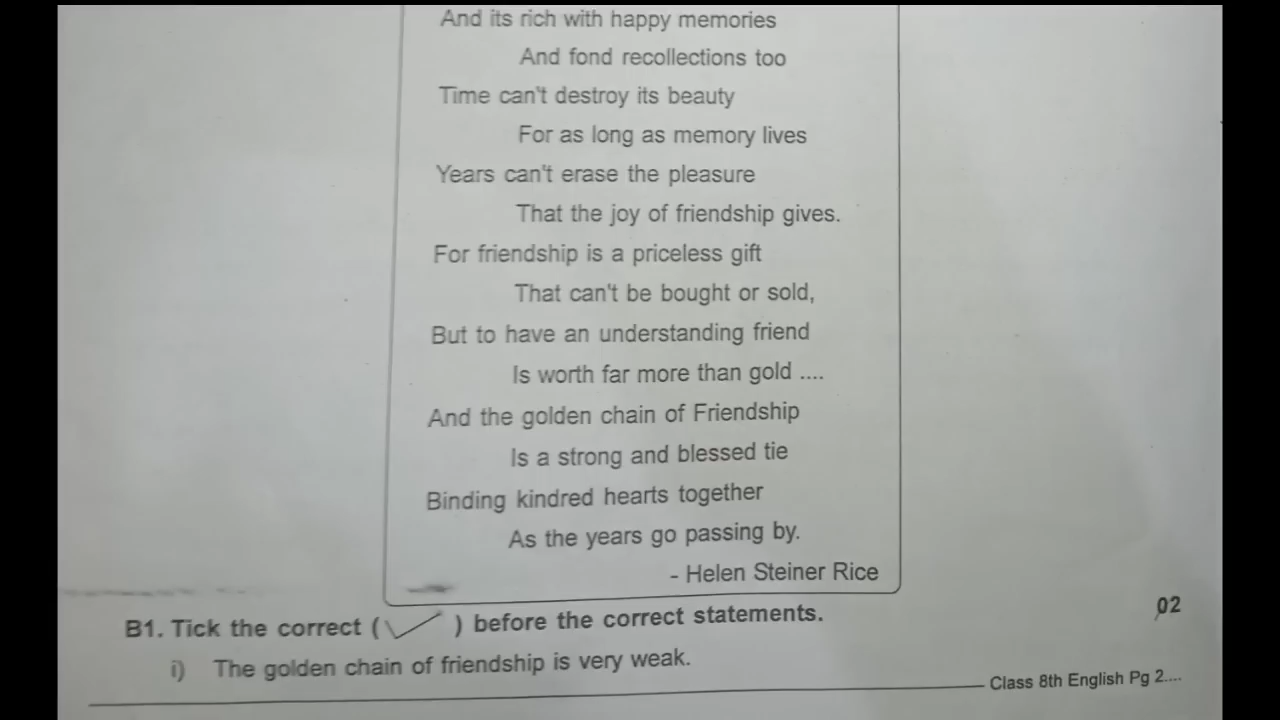 And its rich with happy memories
And fond recollections too
Time can't destroy its beauty
For as long as memory lives
Years can't erase the pleasure
That the joy of friendship gives.
For friendship is a priceless gift
That can't be bought or sold,
But to have an understanding friend
Is worth far more than gold ....
And the golden chain of Friendship
Is a strong and blessed tie
Binding kindred hearts together
As the years go passing by.
- Helen Steiner Rice
B1. Tick the correct ( ✓ ) before the correct statements. 02
i) The golden chain of friendship is very weak.
Class 8th English Pg 2....